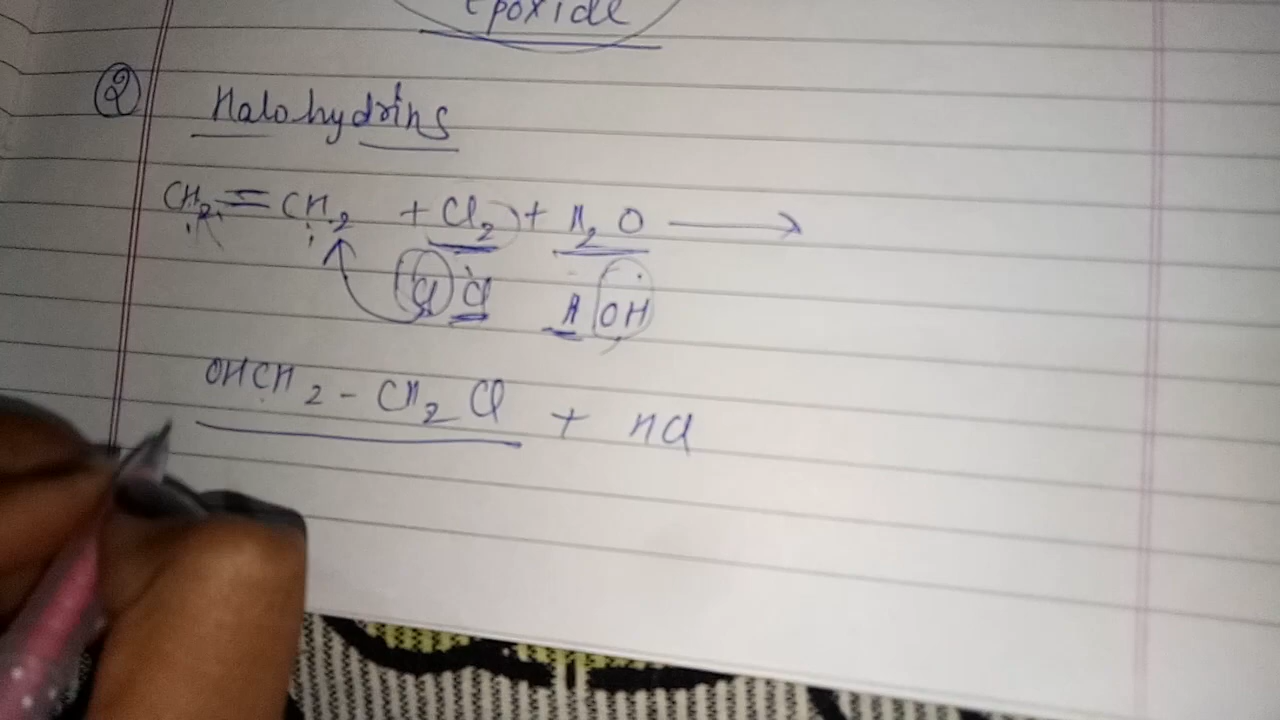 Epoxide
② Halohydrins
CH₂=CH₂ + Cl₂ + H₂O ⟶
Cl Cl H OH
OHCH₂-CH₂Cl + HCl